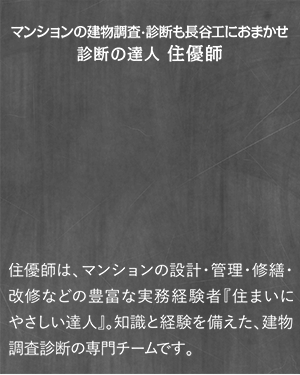 マンションの建物調査・診断も長谷工におまかせ
診断の達人 住優師
住優師は、マンションの設計・管理・修繕・
改修などの豊富な実務経験者『住まいに
やさしい達人』。知識と経験を備えた、建物
調査診断の専門チームです。